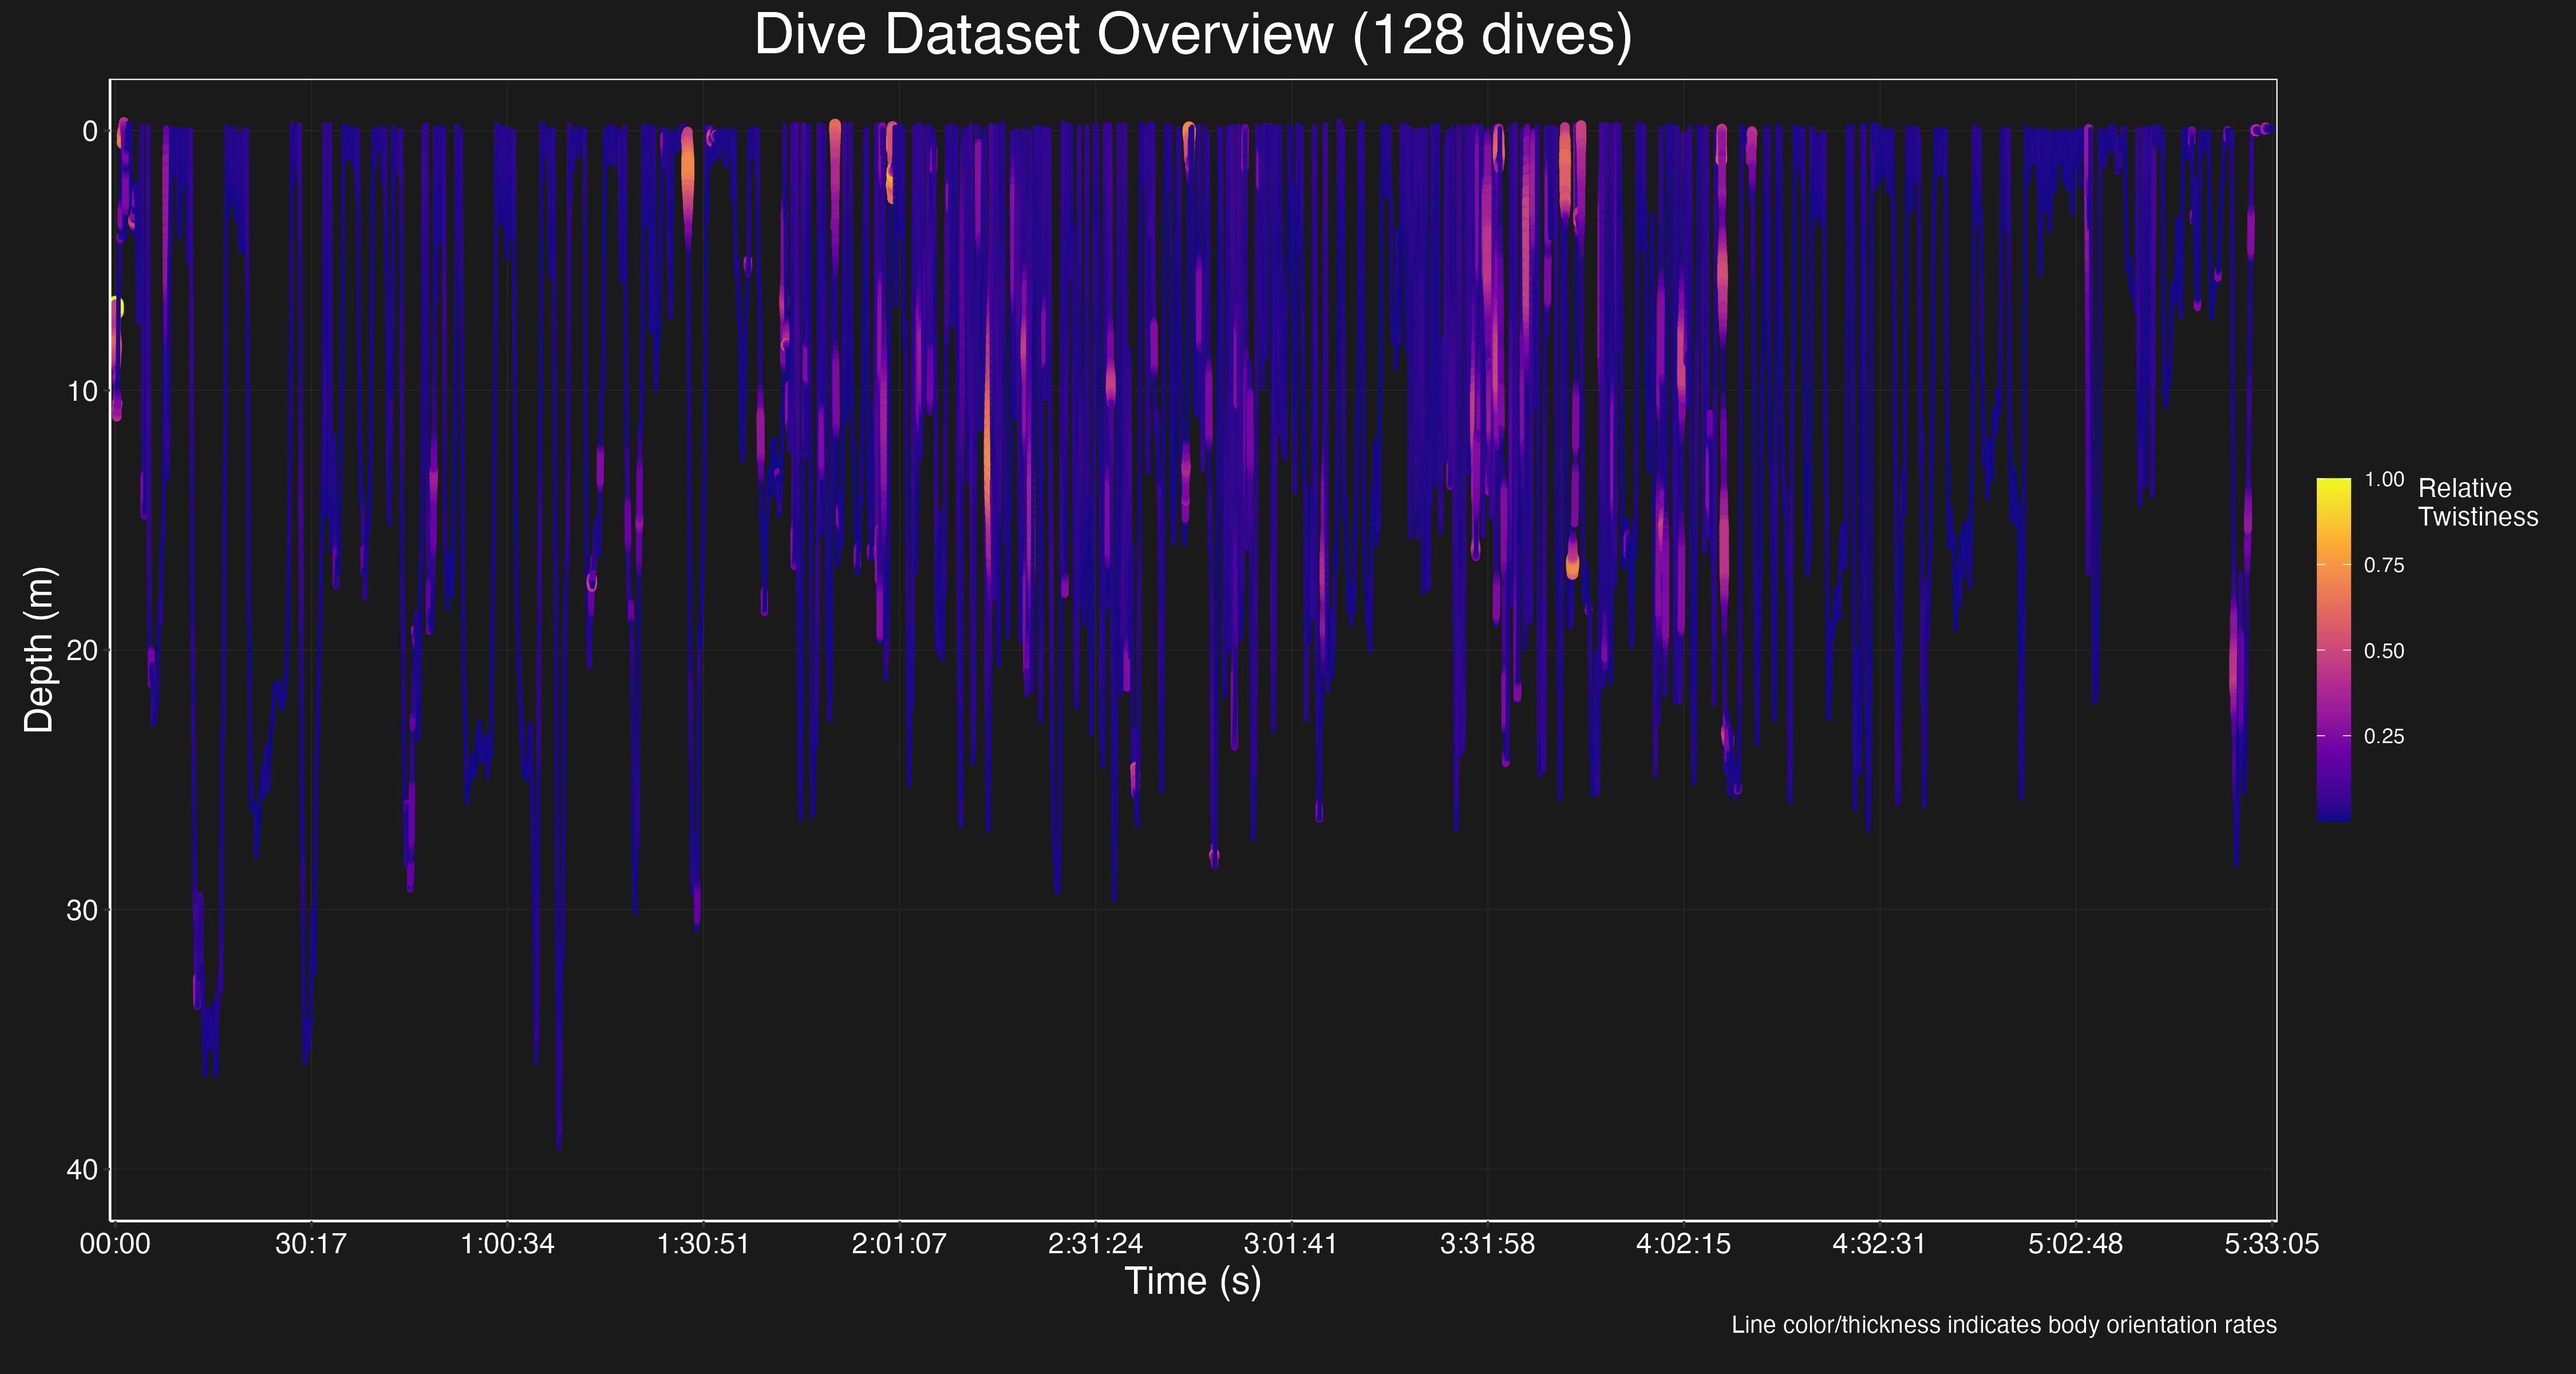 Dive Dataset Overview (128 dives)
Depth (m)
0
10
20
30
40
00:00 30:17 1:00:34 1:30:51 2:01:07 2:31:24 3:01:41 3:31:58 4:02:15 4:32:31 5:02:48 5:33:05
Time (s)
Relative
Twistiness
1.00
0.75
0.50
0.25
Line color/thickness indicates body orientation rates